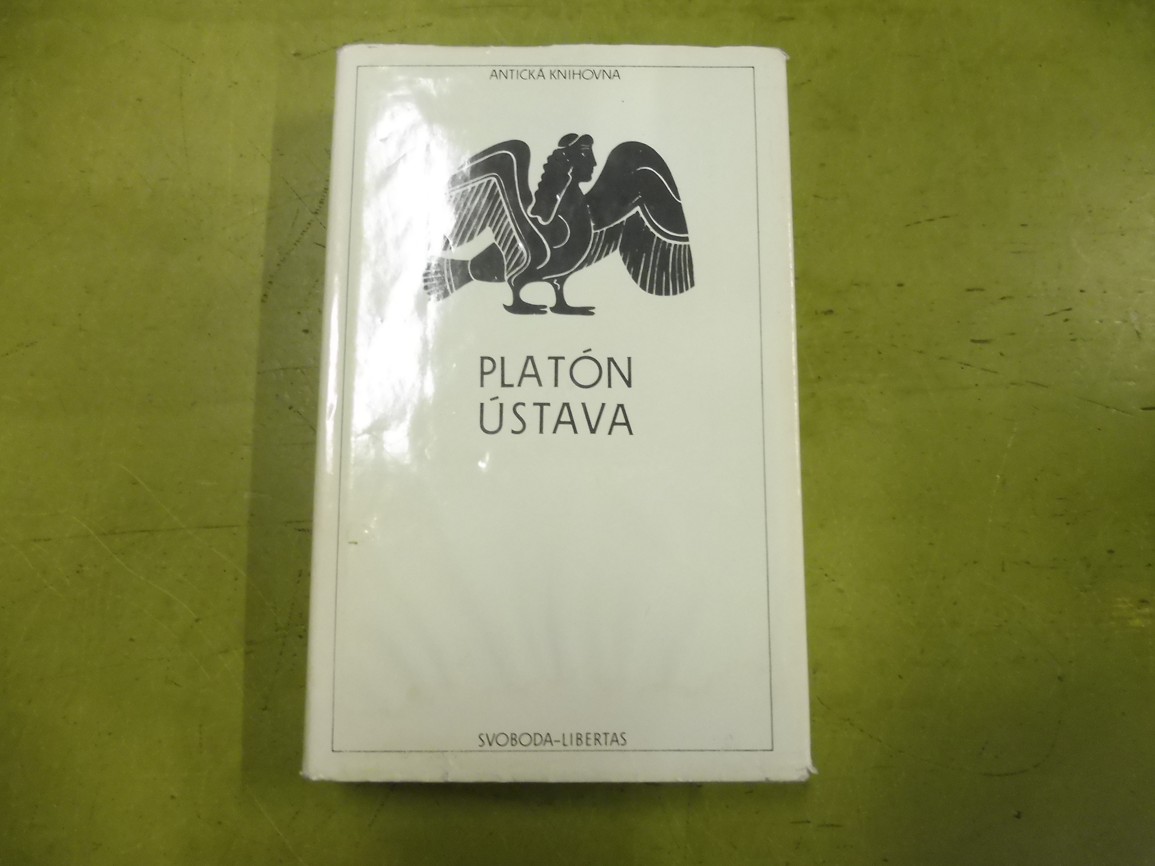 ANTICKÁ KNIHOVNA
PLATÓN
ÚSTAVA
SVOBODA-LIBERTAS